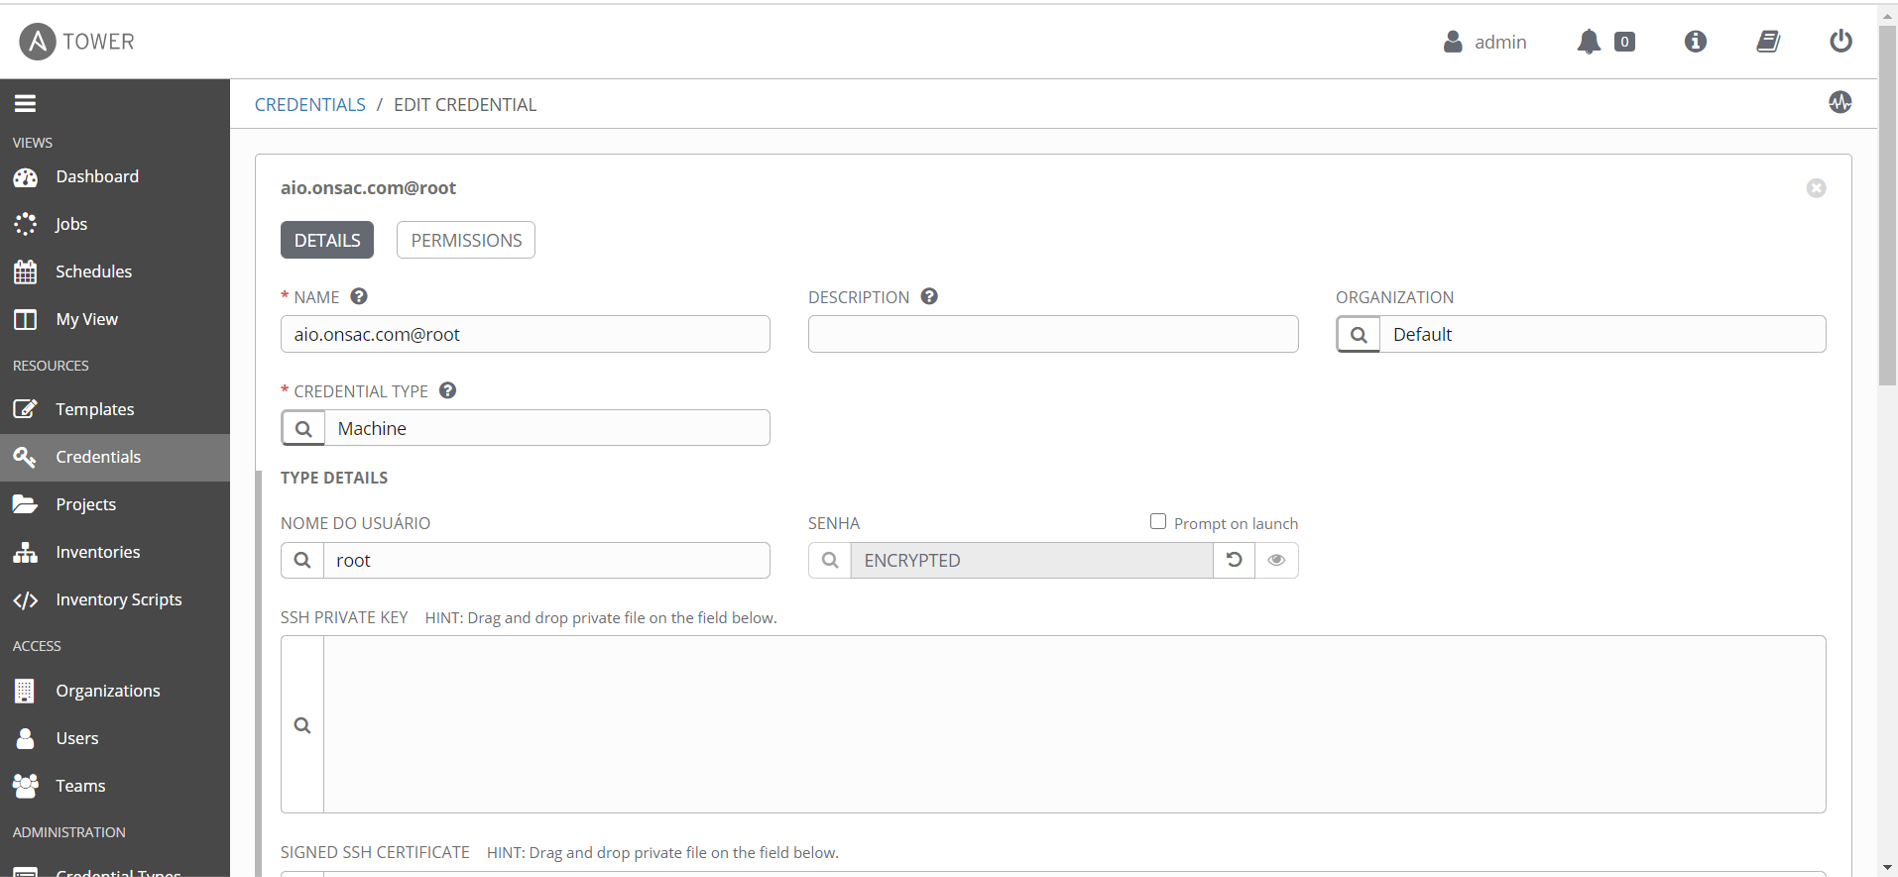 TOWER
admin
0
CREDENTIALS / EDIT CREDENTIAL
VIEWS
Dashboard
Jobs
Schedules
My View
RESOURCES
Templates
Credentials
Projects
Inventories
Inventory Scripts
ACCESS
Organizations
Users
Teams
ADMINISTRATION
Credential Types
aio.onsac.com@root
DETAILS PERMISSIONS
* NAME
aio.onsac.com@root
DESCRIPTION
ORGANIZATION
Default
* CREDENTIAL TYPE
Machine
TYPE DETAILS
NOME DO USUÁRIO
root
SENHA
Prompt on launch
ENCRYPTED
SSH PRIVATE KEY HINT: Drag and drop private file on the field below.
SIGNED SSH CERTIFICATE HINT: Drag and drop private file on the field below.